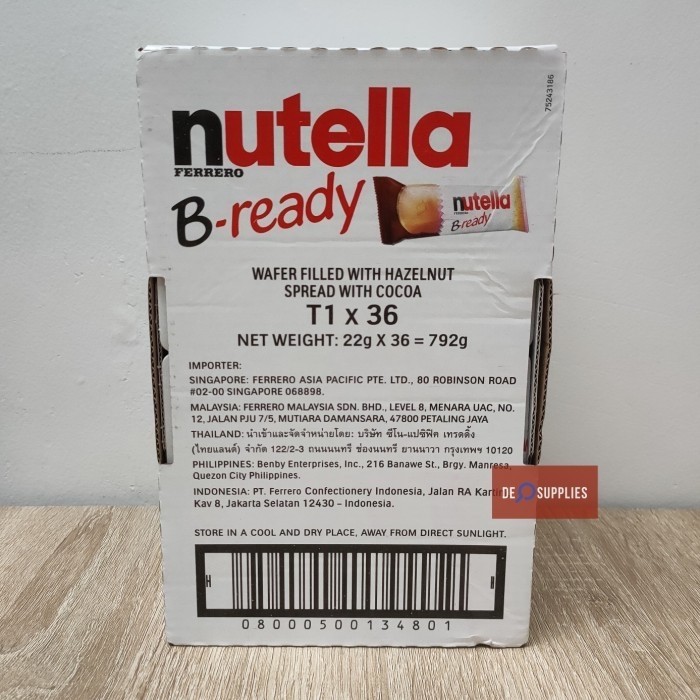 75243186
nutella
FERRERO
B-ready
nutella
FERRERO
B-ready
WAFER FILLED WITH HAZELNUT
SPREAD WITH COCOA
T1 x 36
NET WEIGHT: 22g X 36 = 792g
IMPORTER:
SINGAPORE: FERRERO ASIA PACIFIC PTE. LTD., 80 ROBINSON ROAD
#02-00 SINGAPORE 068898.
MALAYSIA: FERRERO MALAYSIA SDN. BHD., LEVEL 8, MENARA UAC, NO.
12, JALAN PJU 7/5, MUTIARA DAMANSARA, 47800 PETALING JAYA
THAILAND: นำเข้าและจัดจำหน่ายโดย: บริษัท ซีโน-แปซิฟิค เทรดดิ้ง
(ไทยแลนด์) จำกัด 122/2-3 ถนนนนทรี ช่องนนทรี ยานนาวา กรุงเทพฯ 10120
PHILIPPINES: Benby Enterprises, Inc., 216 Banawe St., Brgy. Manresa,
Quezon City Philippines.
INDONESIA: PT. Ferrero Confectionery Indonesia, Jalan RA
Kav 8, Jakarta Selatan 12430 - Indonesia.
DE SUPPLIES
STORE IN A COOL AND DRY PLACE, AWAY FROM DIRECT SUNLIGHT.
H
08000500134801